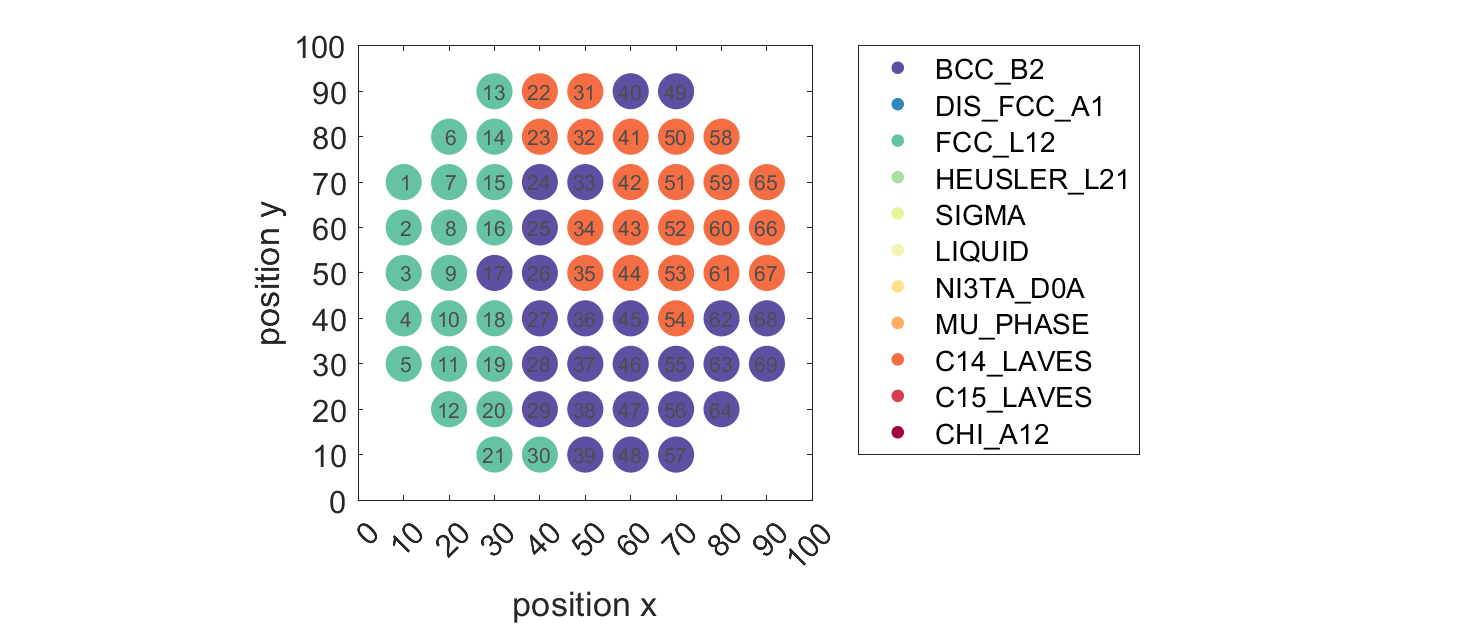 100
90
80
70
60
50
40
30
20
10
0
position y
13 22 31 40 49
6 14 23 32 41 50 58
1 7 15 24 33 42 51 59 65
2 8 16 25 34 43 52 60 66
3 9 17 26 35 44 53 61 67
4 10 18 27 36 45 54 62 68
5 11 19 28 37 46 55 63 69
12 20 29 38 47 56 64
21 30 39 48 57
0 10 20 30 40 50 60 70 80 90 100
position x
BCC_B2
DIS_FCC_A1
FCC_L12
HEUSLER_L21
SIGMA
LIQUID
NI3TA_D0A
MU_PHASE
C14_LAVES
C15_LAVES
CHI_A12